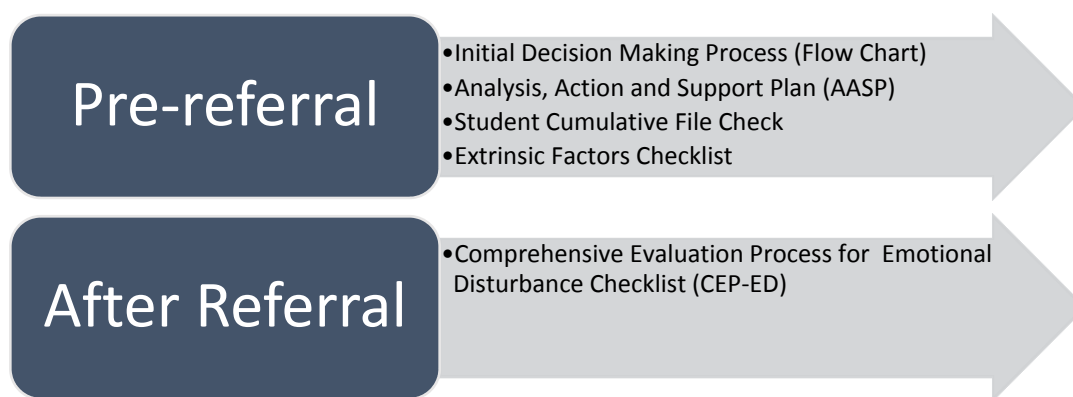 Pre-referral
•Initial Decision Making Process (Flow Chart)
•Analysis, Action and Support Plan (AASP)
•Student Cumulative File Check
•Extrinsic Factors Checklist
After Referral
•Comprehensive Evaluation Process for Emotional
Disturbance Checklist (CEP-ED)